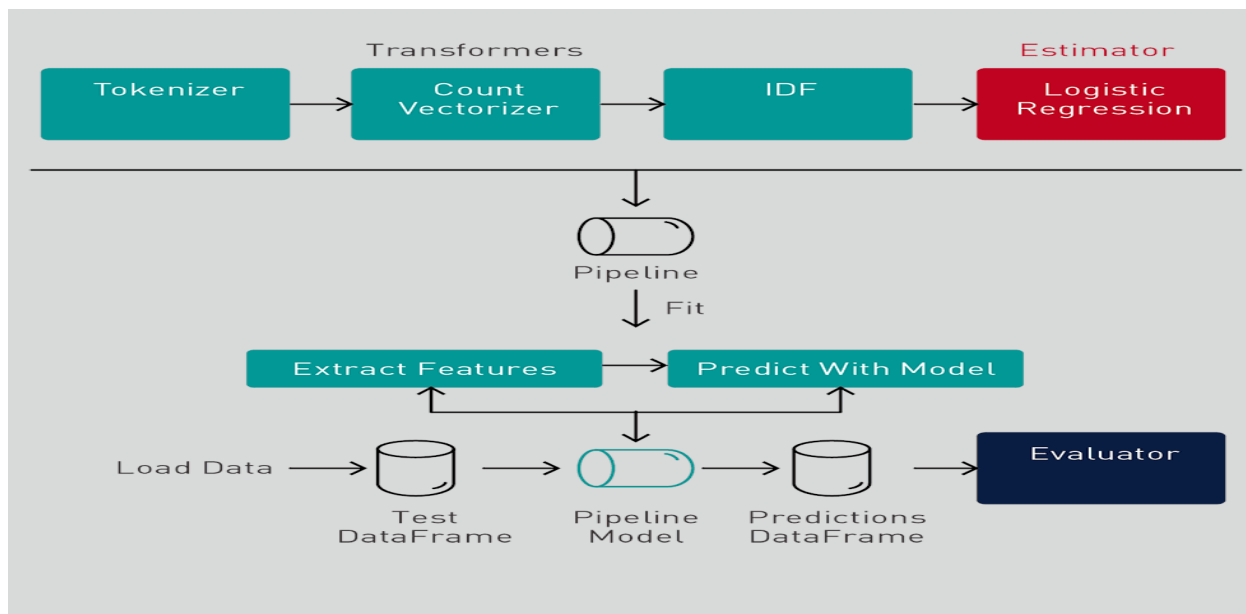 Transformers
Estimator
Tokenizer
Count
Vectorizer
IDF
Logistic
Regression
Pipeline
Fit
Extract Features
Predict With Model
Load Data
Test
DataFrame
Pipeline
Model
Predictions
DataFrame
Evaluator